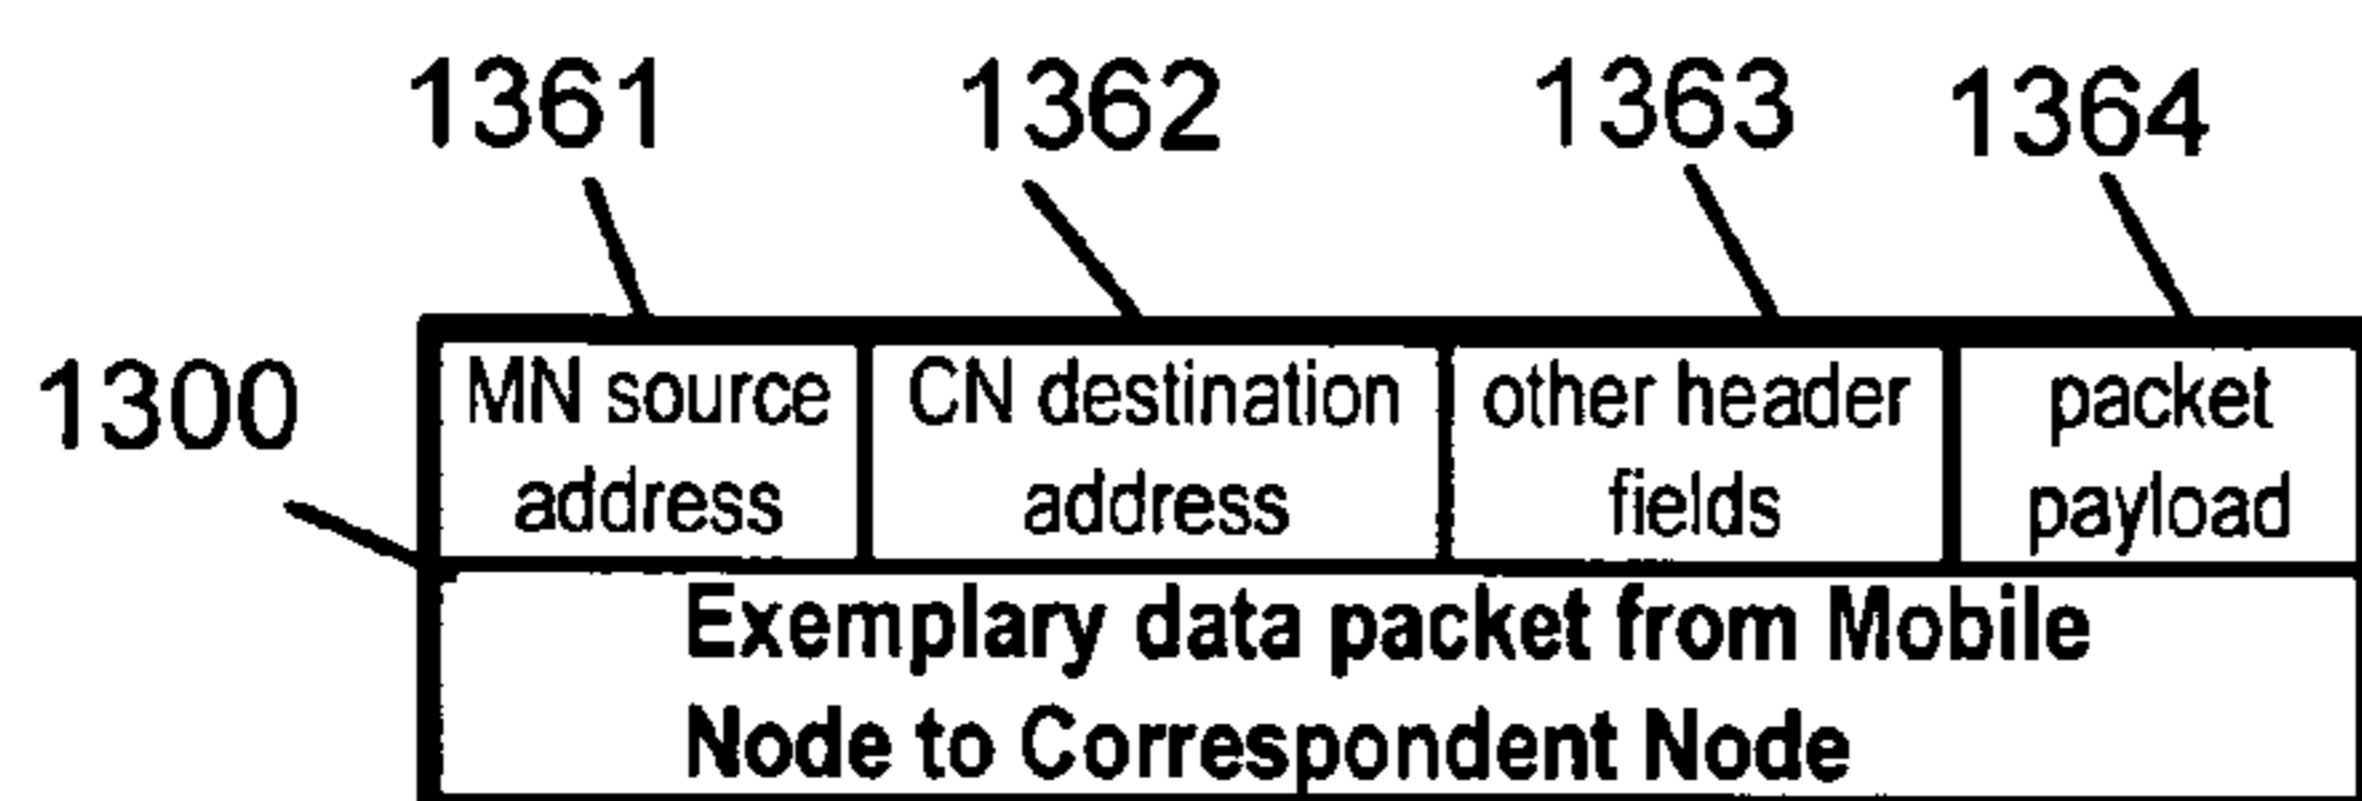 1361 1362 1363 1364
1300
MN source address
CN destination address
other header fields
packet payload
Exemplary data packet from Mobile
Node to Correspondent Node